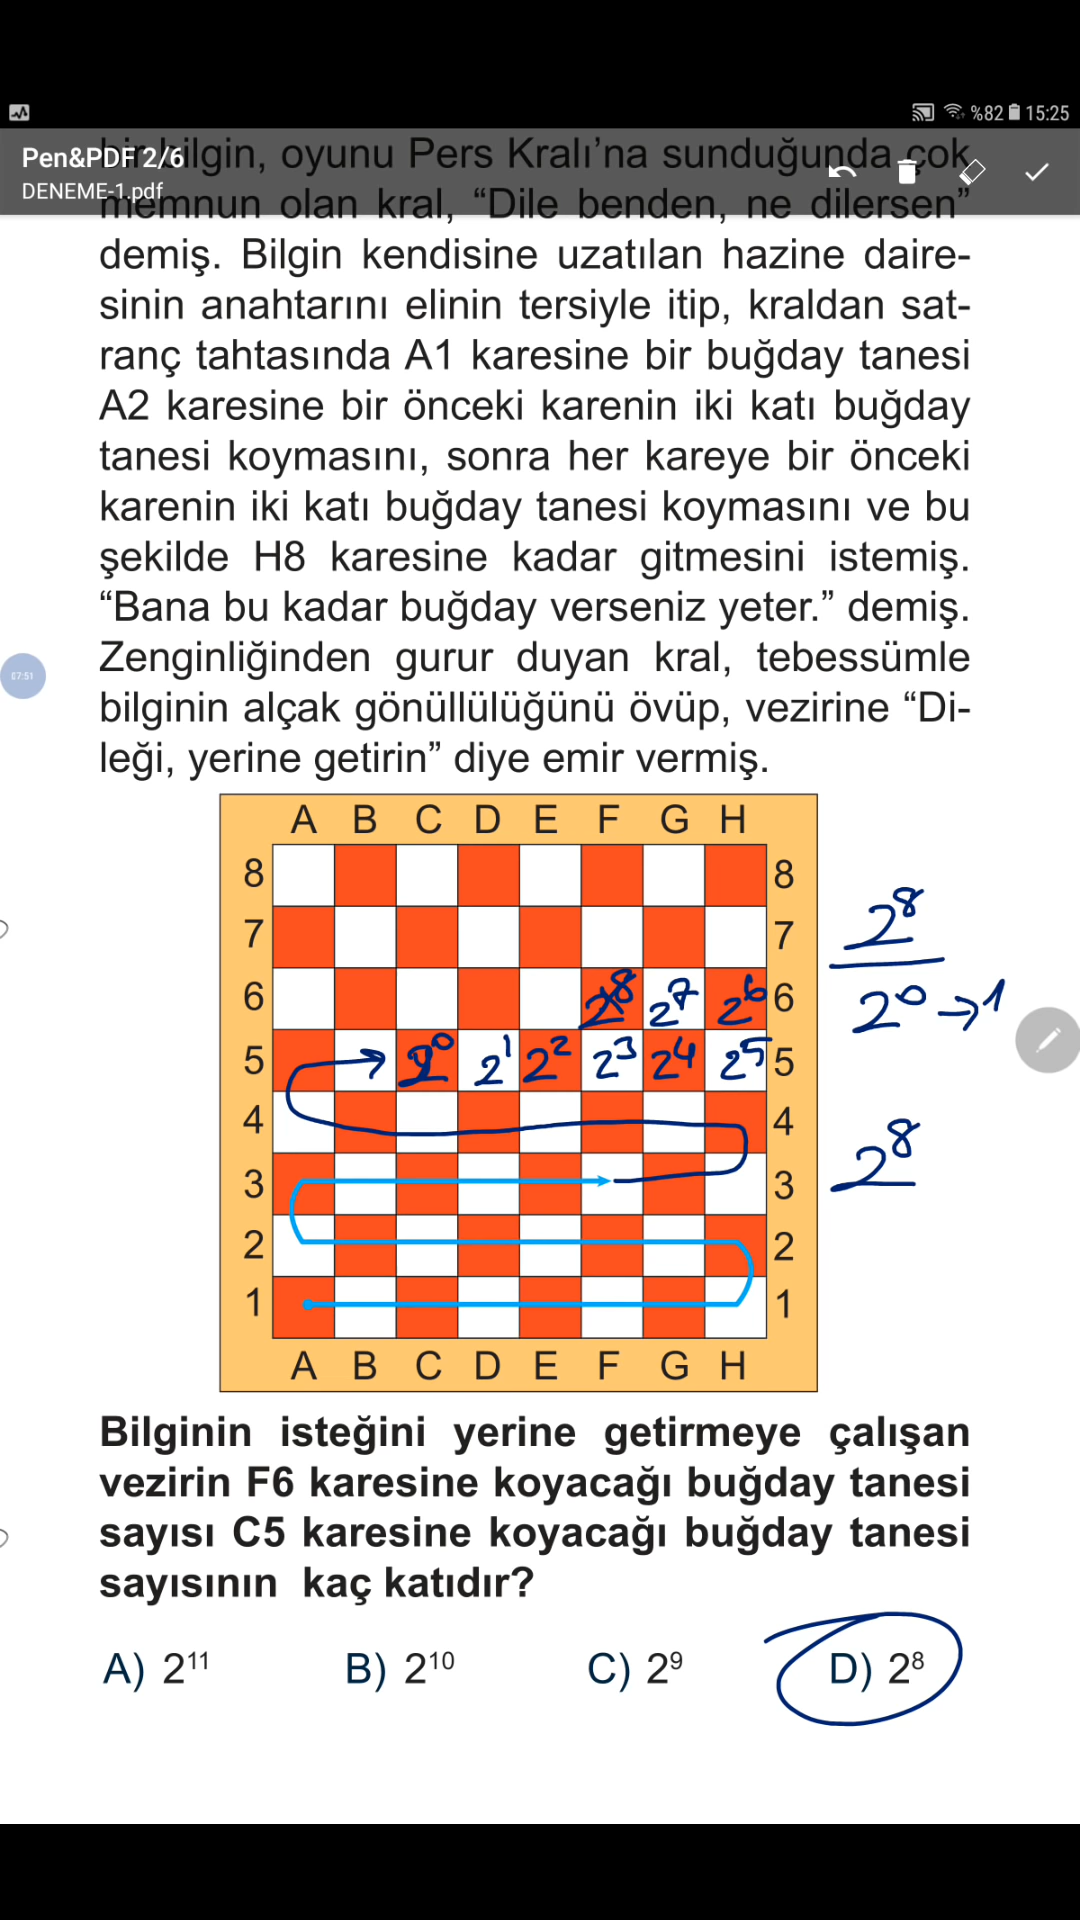 %82 15:25
Pen&PDF 2/6
DENEME-1.pdf
bir bilgin, oyunu Pers Kralı’na sunduğunda çok
memnun olan kral, “Dile benden, ne dilersen”
demiş. Bilgin kendisine uzatılan hazine daire-
sinin anahtarını elinin tersiyle itip, kraldan sat-
ranç tahtasında A1 karesine bir buğday tanesi
A2 karesine bir önceki karenin iki katı buğday
tanesi koymasını, sonra her kareye bir önceki
karenin iki katı buğday tanesi koymasını ve bu
şekilde H8 karesine kadar gitmesini istemiş.
“Bana bu kadar buğday verseniz yeter.” demiş.
07:51
Zenginliğinden gurur duyan kral, tebessümle
bilginin alçak gönüllülüğünü övüp, vezirine “Di-
leği, yerine getirin” diye emir vermiş.
A B C D E F G H
8 8
7 7
2⁸
6 2⁸ 2⁷ 2⁶ 6
2⁰ → 1
5 2⁰ 2¹ 2² 2³ 2⁴ 2⁵ 5
4 4
2⁸
3 3
2 2
1 1
A B C D E F G H
Bilginin isteğini yerine getirmeye çalışan
vezirin F6 karesine koyacağı buğday tanesi
sayısı C5 karesine koyacağı buğday tanesi
sayısının kaç katıdır?
A) 2¹¹ B) 2¹⁰ C) 2⁹ D) 2⁸